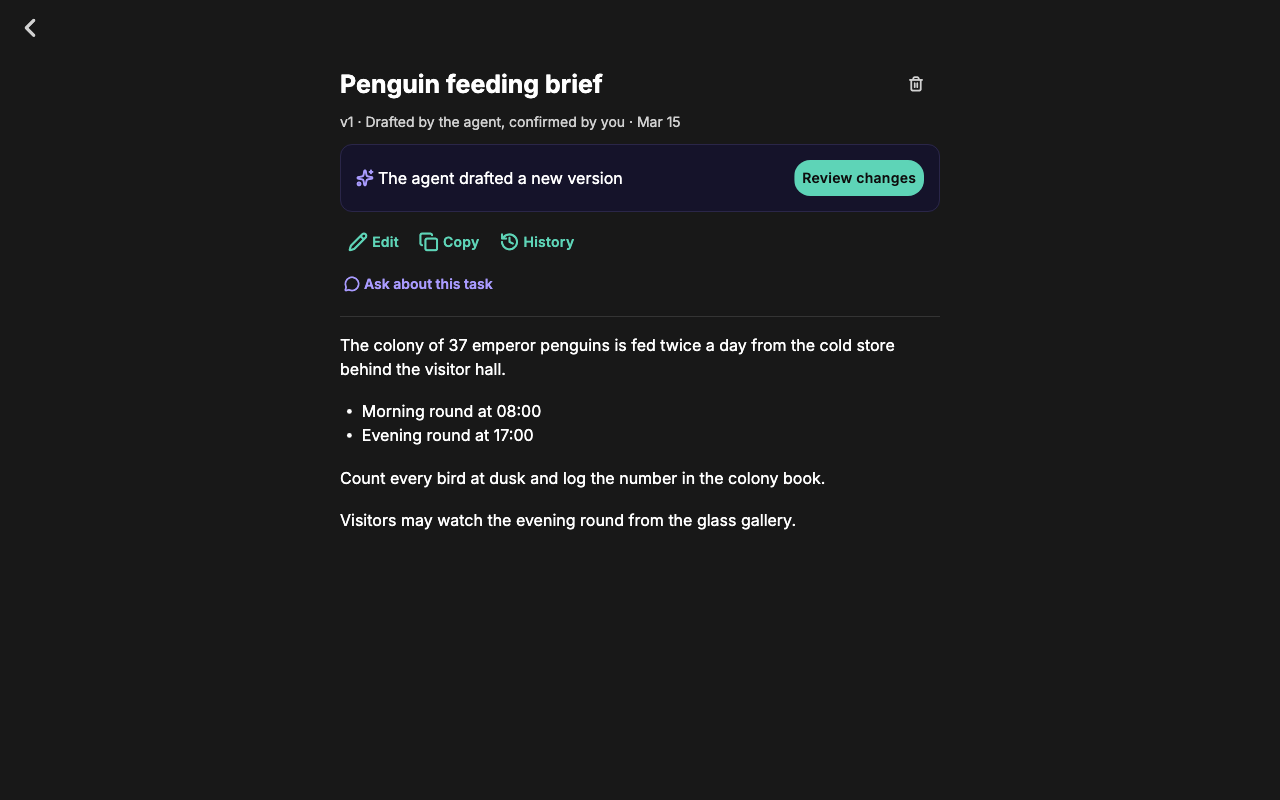 Penguin feeding brief
v1 · Drafted by the agent, confirmed by you · Mar 15
The agent drafted a new version
Review changes
Edit
Copy
History
Ask about this task
The colony of 37 emperor penguins is fed twice a day from the cold store
behind the visitor hall.
• Morning round at 08:00
• Evening round at 17:00
Count every bird at dusk and log the number in the colony book.
Visitors may watch the evening round from the glass gallery.